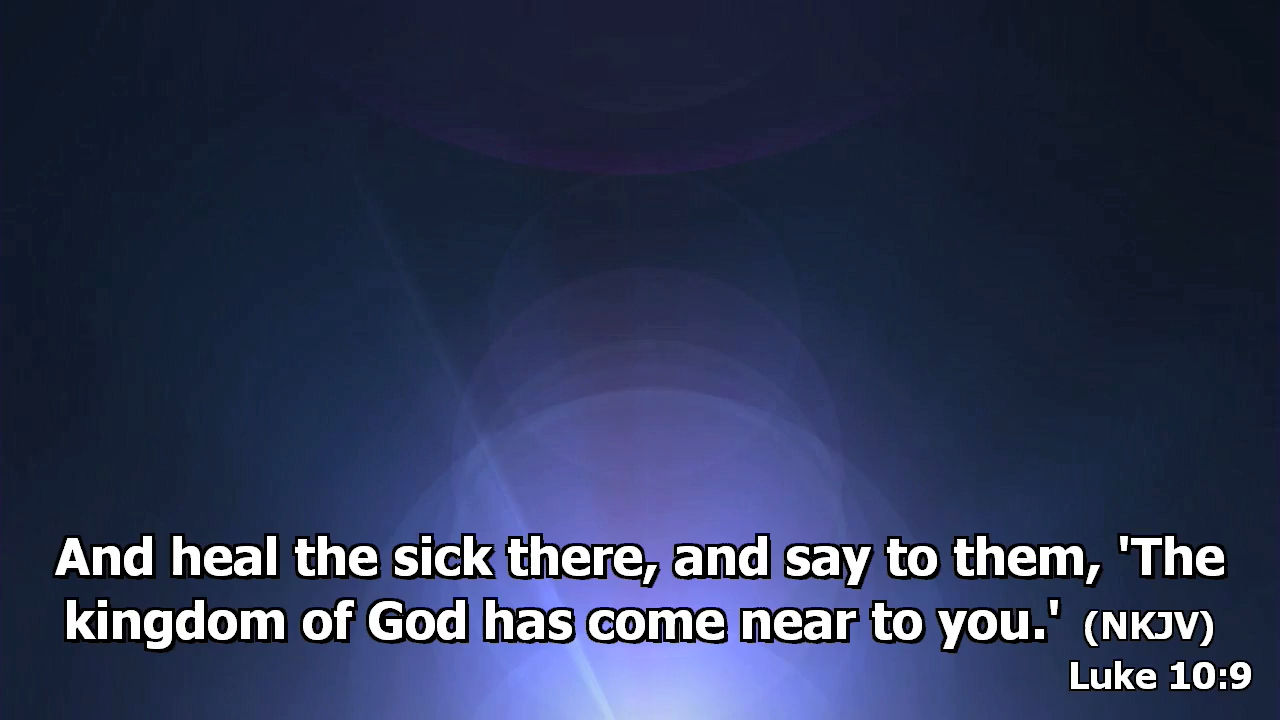 And heal the sick there, and say to them, 'The
kingdom of God has come near to you.' (NKJV)
Luke 10:9